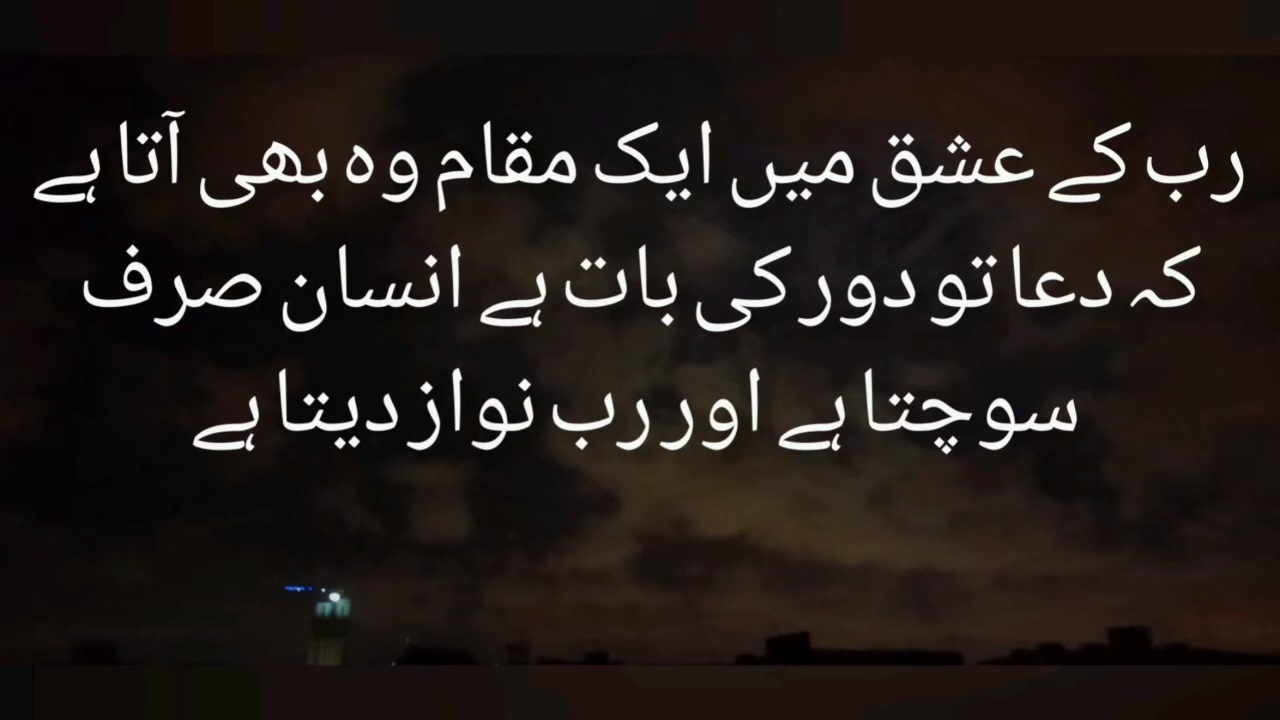 رب کے عشق میں ایک مقام وہ بھی آتا ہے
کہ دعا تو دور کی بات ہے انسان صرف
سوچتا ہے اور رب نواز دیتا ہے